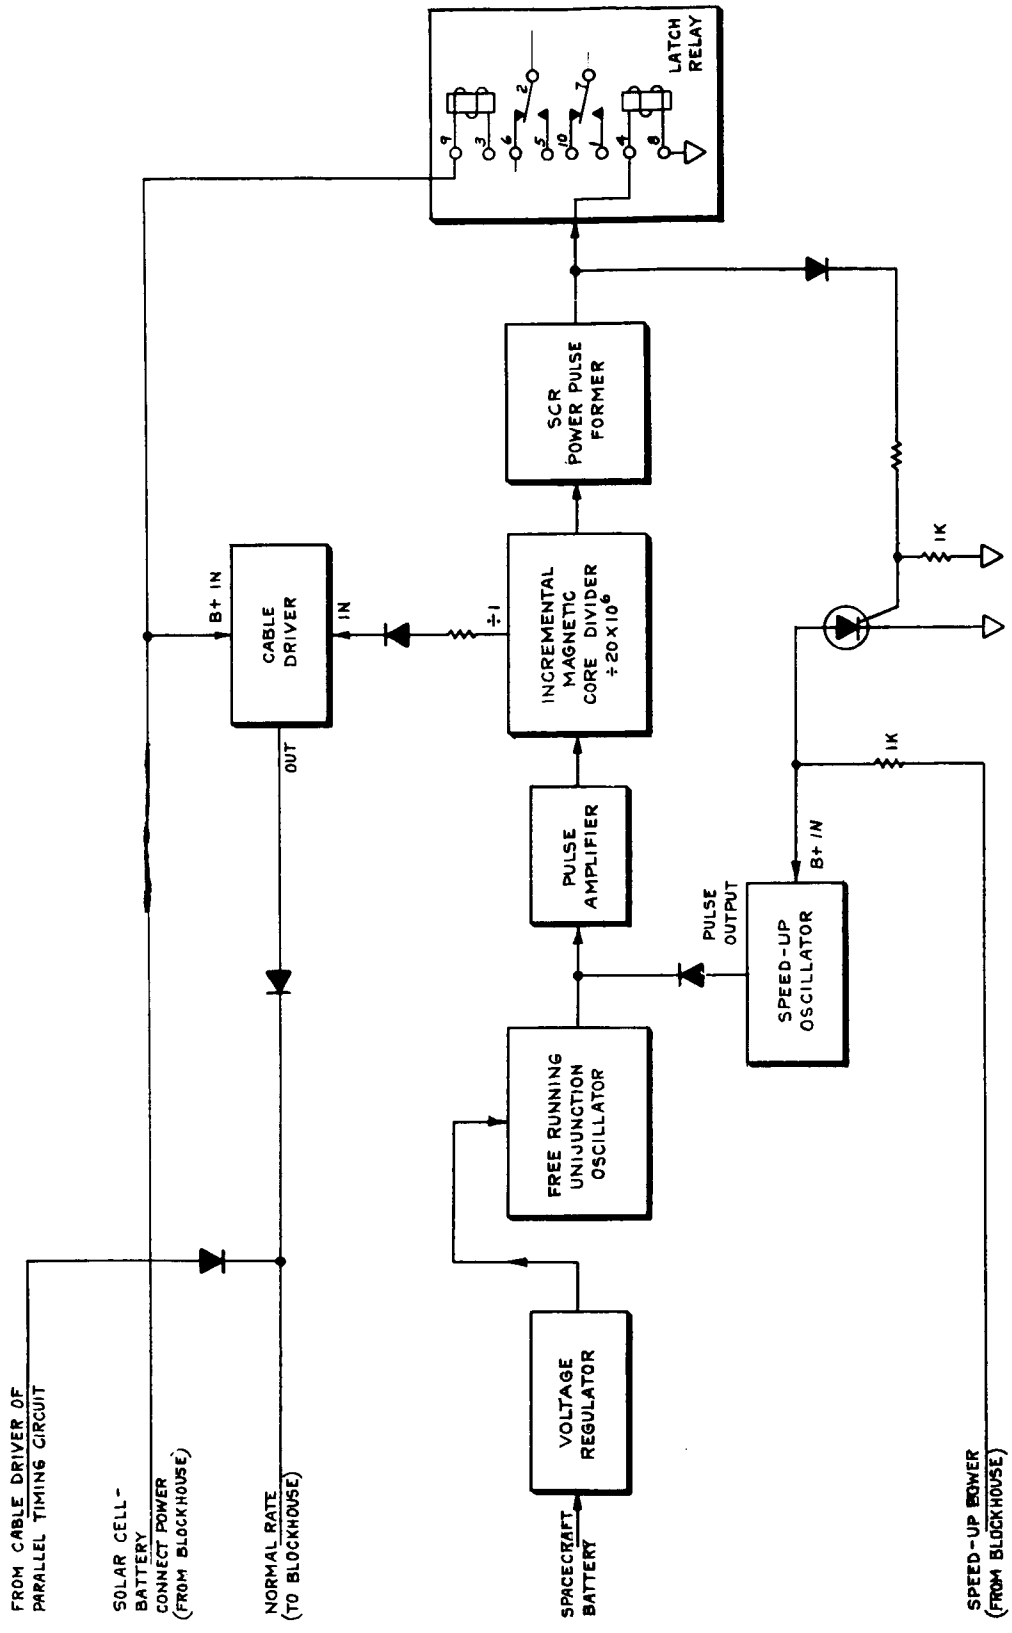 FROM CABLE DRIVER OF
PARALLEL TIMING CIRCUIT
SOLAR CELL-
BATTERY
CONNECT POWER
(FROM BLOCKHOUSE)
NORMAL RATE
(TO BLOCKHOUSE)
SPACECRAFT
BATTERY
SPEED-UP POWER
(FROM BLOCKHOUSE)
VOLTAGE
REGULATOR
FREE RUNNING
UNIJUNCTION
OSCILLATOR
SPEED-UP
OSCILLATOR
PULSE
OUTPUT
B+ IN
1K
PULSE
AMPLIFIER
OUT
CABLE
DRIVER
B+ IN
IN
÷1
INCREMENTAL
MAGNETIC
CORE DIVIDER
÷20X10⁶
1K
SCR
POWER PULSE
FORMER
9
3
6
5
10
1
4
8
2
7
LATCH
RELAY